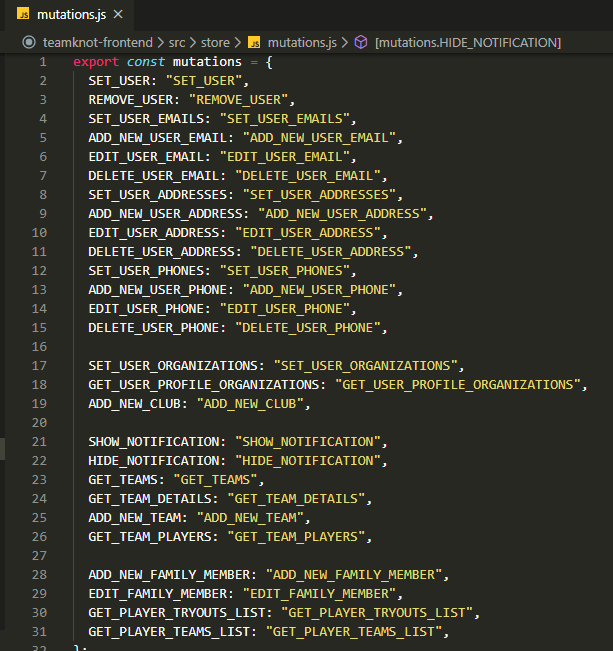 JS mutations.js ×
teamknot-frontend > src > store > JS mutations.js > [mutations.HIDE_NOTIFICATION]
1 export const mutations = {
2 SET_USER: "SET_USER",
3 REMOVE_USER: "REMOVE_USER",
4 SET_USER_EMAILS: "SET_USER_EMAILS",
5 ADD_NEW_USER_EMAIL: "ADD_NEW_USER_EMAIL",
6 EDIT_USER_EMAIL: "EDIT_USER_EMAIL",
7 DELETE_USER_EMAIL: "DELETE_USER_EMAIL",
8 SET_USER_ADDRESSES: "SET_USER_ADDRESSES",
9 ADD_NEW_USER_ADDRESS: "ADD_NEW_USER_ADDRESS",
10 EDIT_USER_ADDRESS: "EDIT_USER_ADDRESS",
11 DELETE_USER_ADDRESS: "DELETE_USER_ADDRESS",
12 SET_USER_PHONES: "SET_USER_PHONES",
13 ADD_NEW_USER_PHONE: "ADD_NEW_USER_PHONE",
14 EDIT_USER_PHONE: "EDIT_USER_PHONE",
15 DELETE_USER_PHONE: "DELETE_USER_PHONE",
16
17 SET_USER_ORGANIZATIONS: "SET_USER_ORGANIZATIONS",
18 GET_USER_PROFILE_ORGANIZATIONS: "GET_USER_PROFILE_ORGANIZATIONS",
19 ADD_NEW_CLUB: "ADD_NEW_CLUB",
20
21 SHOW_NOTIFICATION: "SHOW_NOTIFICATION",
22 HIDE_NOTIFICATION: "HIDE_NOTIFICATION",
23 GET_TEAMS: "GET_TEAMS",
24 GET_TEAM_DETAILS: "GET_TEAM_DETAILS",
25 ADD_NEW_TEAM: "ADD_NEW_TEAM",
26 GET_TEAM_PLAYERS: "GET_TEAM_PLAYERS",
27
28 ADD_NEW_FAMILY_MEMBER: "ADD_NEW_FAMILY_MEMBER",
29 EDIT_FAMILY_MEMBER: "EDIT_FAMILY_MEMBER",
30 GET_PLAYER_TRYOUTS_LIST: "GET_PLAYER_TRYOUTS_LIST",
31 GET_PLAYER_TEAMS_LIST: "GET_PLAYER_TEAMS_LIST",
32 };